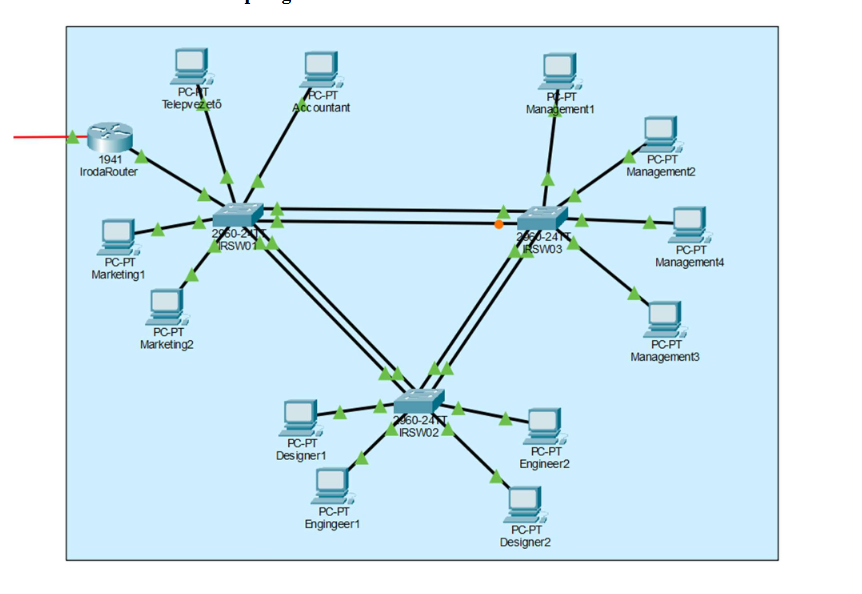 PC-PT
Telepvezető
PC-PT
Accountant
PC-PT
Management1
1941
IrodaRouter
PC-PT
Management2
2960-24TT
IRSW01
2960-24TT
IRSW03
PC-PT
Marketing1
PC-PT
Management4
PC-PT
Marketing2
PC-PT
Management3
2960-24TT
IRSW02
PC-PT
Designer1
PC-PT
Engineer2
PC-PT
Engingeer1
PC-PT
Designer2